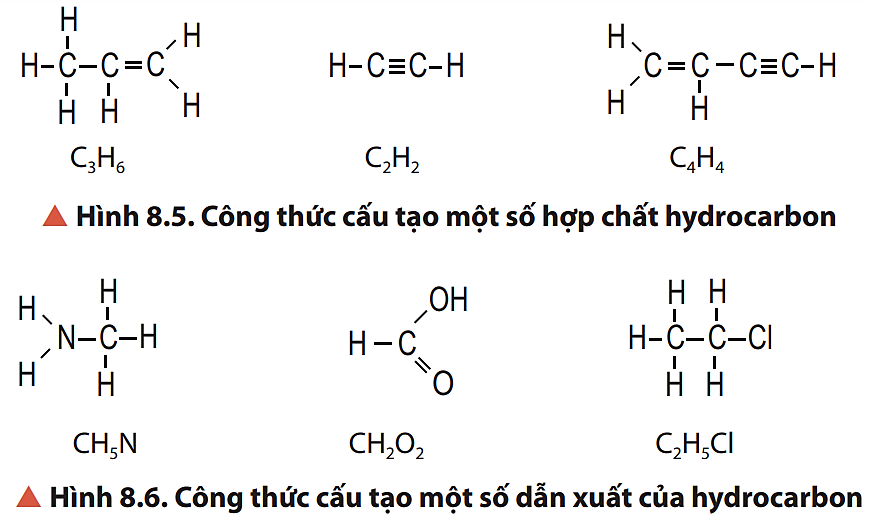 H H
H–C–C=C
H H H
C₃H₆
H–C≡C–H
C₂H₂
H
C=C–C≡C–H
H H
C₄H₄
Hình 8.5. Công thức cấu tạo một số hợp chất hydrocarbon
H H
N–C–H
H H
CH₅N
OH
H–C
O
CH₂O₂
H H
H–C–C–Cl
H H
C₂H₅Cl
Hình 8.6. Công thức cấu tạo một số dẫn xuất của hydrocarbon